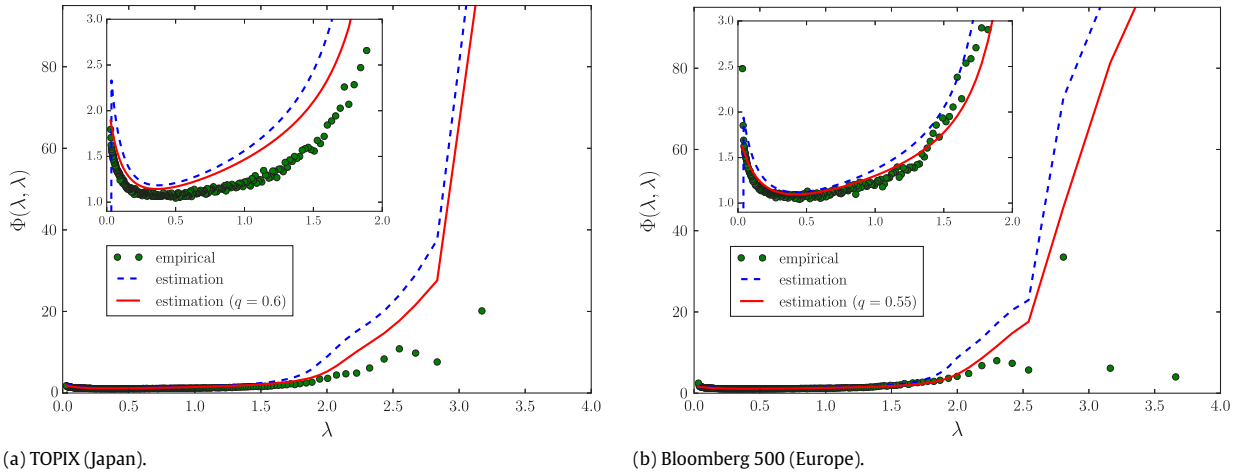 3.0
2.5
2.0
1.5
1.0
0.0 0.5 1.0 1.5 2.0
80
60
40
20
0
Φ(λ, λ)
empirical
estimation
estimation (q = 0.6)
0.0 0.5 1.0 1.5 2.0 2.5 3.0 3.5 4.0
λ
(a) TOPIX (Japan).
3.0
2.5
2.0
1.5
1.0
0.0 0.5 1.0 1.5 2.0
80
60
40
20
0
Φ(λ, λ)
empirical
estimation
estimation (q = 0.55)
0.0 0.5 1.0 1.5 2.0 2.5 3.0 3.5 4.0
λ
(b) Bloomberg 500 (Europe).